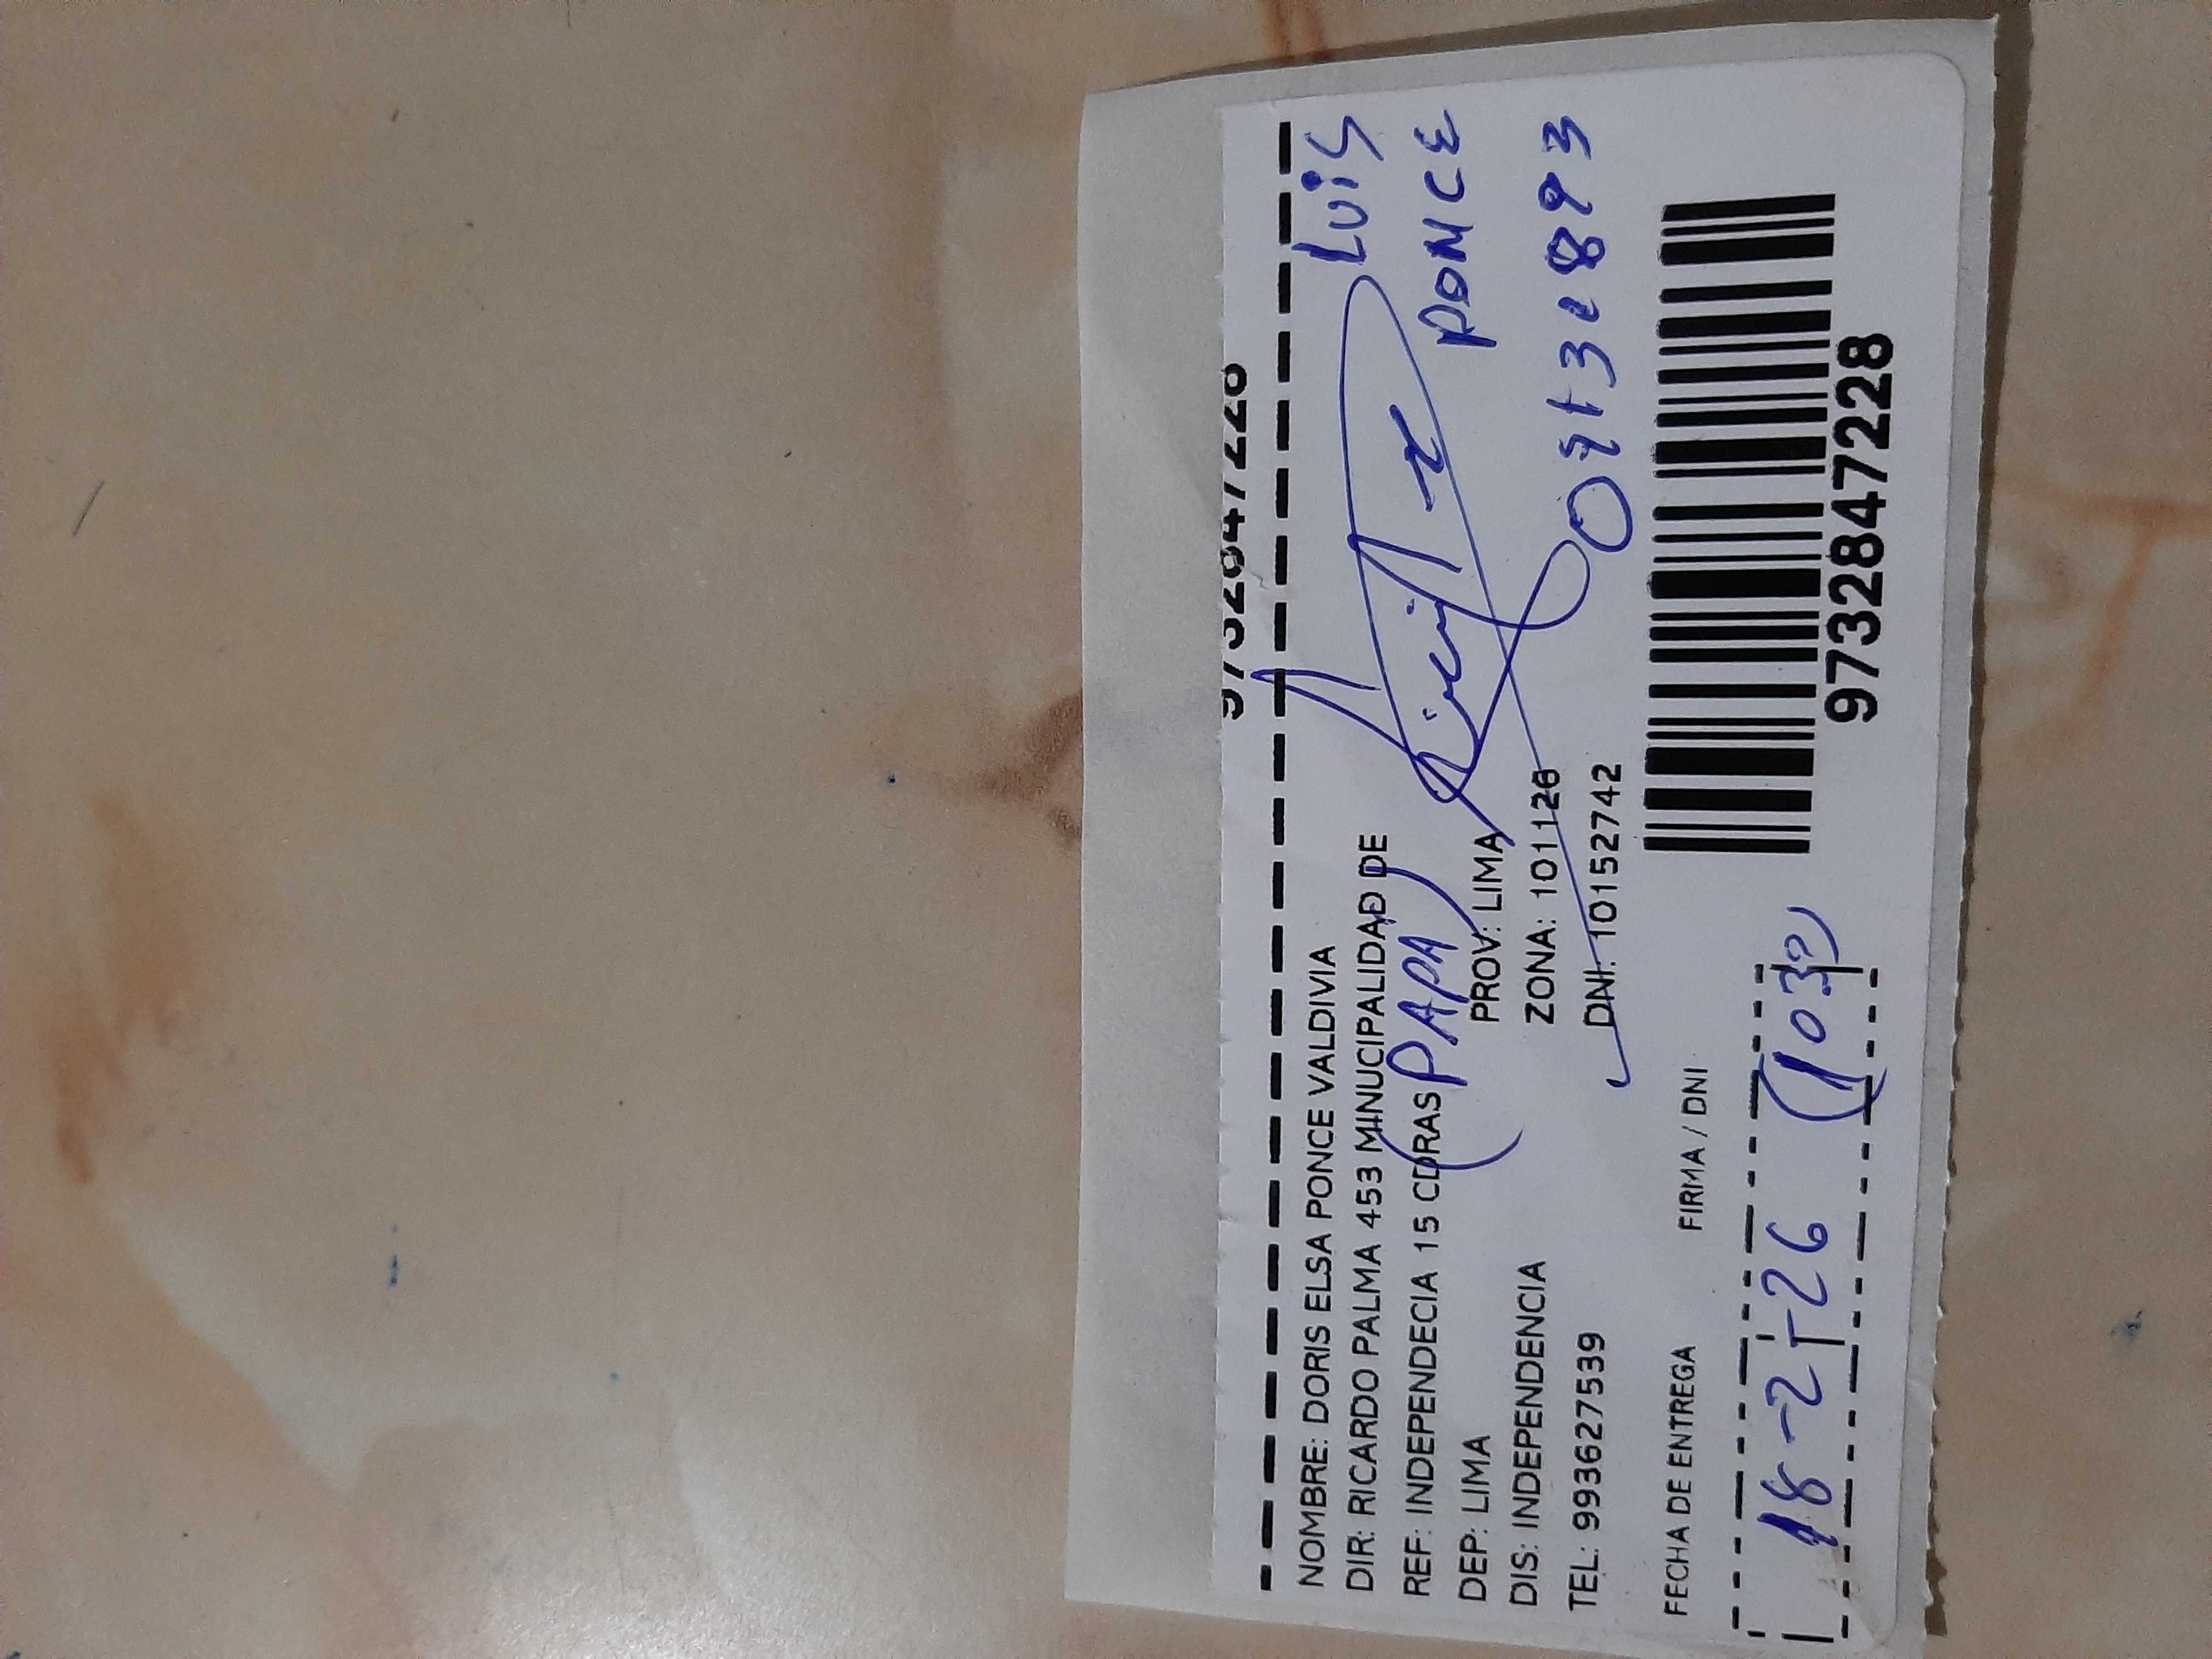 NOMBRE: DORIS ELSA PONCE VALDIVIA
DIR: RICARDO PALMA 453 MINUCIPALIDAD DE
REF: INDEPENDECIA 15 CDRAS
(PAPA)
LUIS
PONCE
DEP: LIMA PROV: LIMA
DIS: INDEPENDENCIA ZONA: 101126
TEL: 993627539 DNI: 10152742
FECHA DE ENTREGA FIRMA / DNI
18-2-26
9732847228